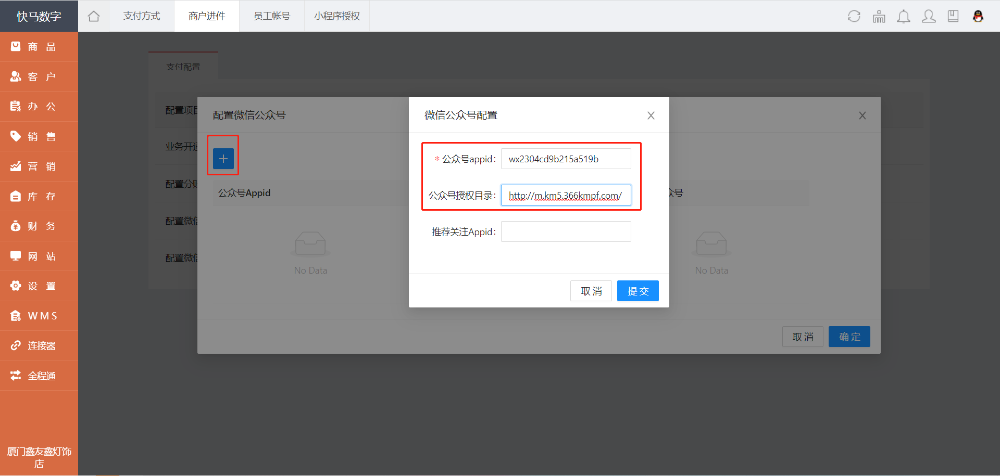 快马数字
支付方式
商户进件
员工帐号
小程序授权
商 品
客 户
办 公
销 售
营 销
库 存
财 务
网 站
设 置
WMS
连接器
全程通
厦门鑫友鑫灯饰
店
支付配置
配置项目
业务开通
配置分账
配置微信
配置微信
配置微信公众号
公众号Appid
众号
No Data
No Data
取 消
确 定
微信公众号配置
* 公众号appid:
wx2304cd9b215a519b
公众号授权目录:
http://m.km5.366kmpf.com/
推荐关注Appid:
取 消
提 交